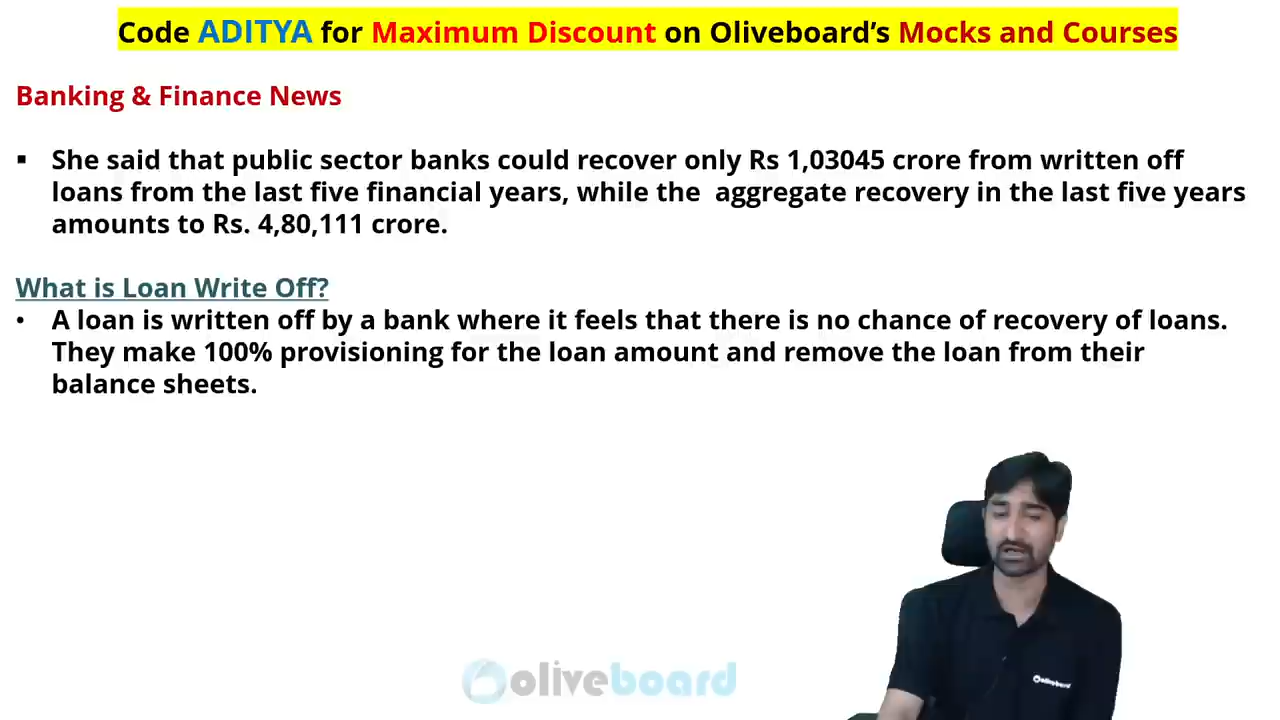 Code ADITYA for Maximum Discount on Oliveboard’s Mocks and Courses
Banking & Finance News
▪ She said that public sector banks could recover only Rs 1,03045 crore from written off
loans from the last five financial years, while the aggregate recovery in the last five years
amounts to Rs. 4,80,111 crore.
What is Loan Write Off?
• A loan is written off by a bank where it feels that there is no chance of recovery of loans.
They make 100% provisioning for the loan amount and remove the loan from their
balance sheets.
oliveboard
oliveboard